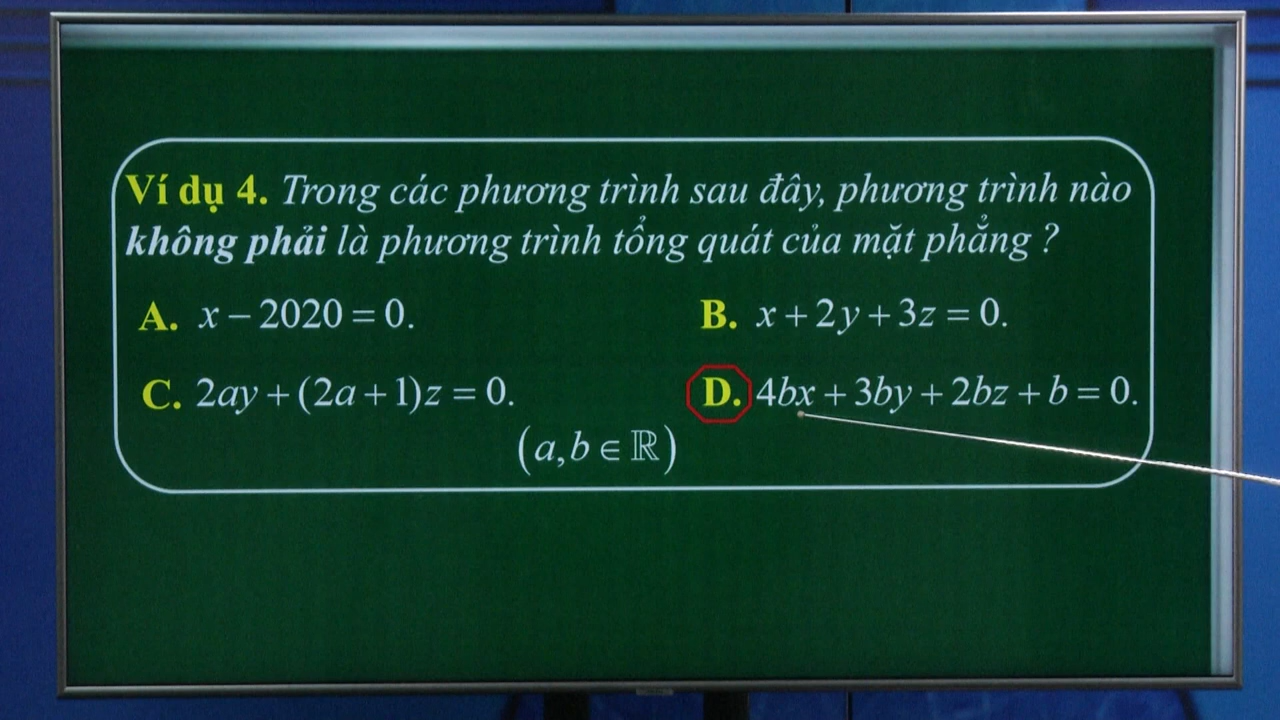 Ví dụ 4. Trong các phương trình sau đây, phương trình nào
không phải là phương trình tổng quát của mặt phẳng ?
A. x − 2020 = 0.
B. x + 2y + 3z = 0.
C. 2ay + (2a + 1)z = 0.
D. 4bx + 3by + 2bz + b = 0.
(a,b ∈ ℝ)